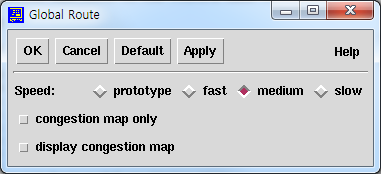 Global Route
OK Cancel Default Apply Help
Speed: prototype fast medium slow
congestion map only
display congestion map